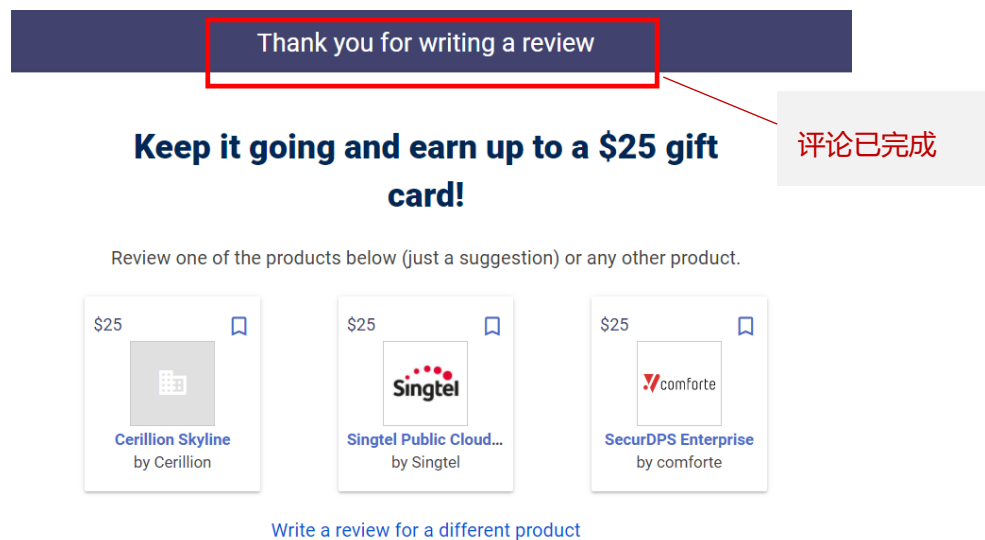 Thank you for writing a review
评论已完成
Keep it going and earn up to a $25 gift
card!
Review one of the products below (just a suggestion) or any other product.
$25
Cerillion Skyline
by Cerillion
$25
Singtel
Singtel Public Cloud...
by Singtel
$25
comforte
SecurDPS Enterprise
by comforte
Write a review for a different product